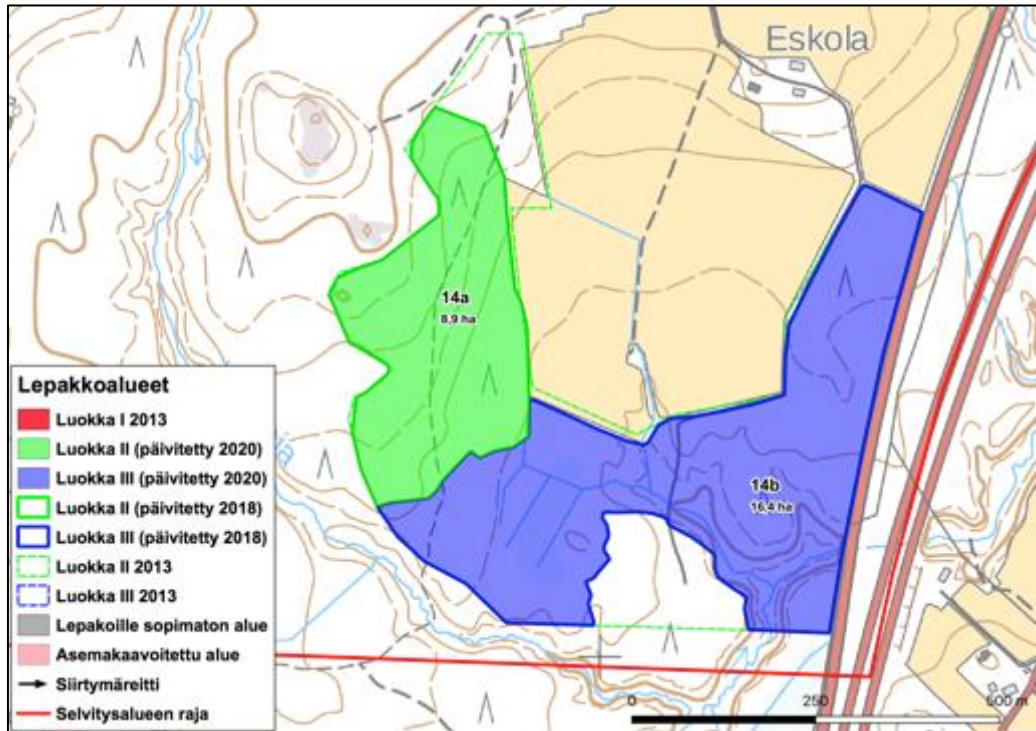 Eskola
14a
8,9 ha
14b
16,4 ha
Lepakkoalueet
Luokka I 2013
Luokka II (päivitetty 2020)
Luokka III (päivitetty 2020)
Luokka II (päivitetty 2018)
Luokka III (päivitetty 2018)
Luokka II 2013
Luokka III 2013
Lepakoille sopimaton alue
Asemakaavoitettu alue
Siirtymäreitti
Selvitysalueen raja
0 250 500 m